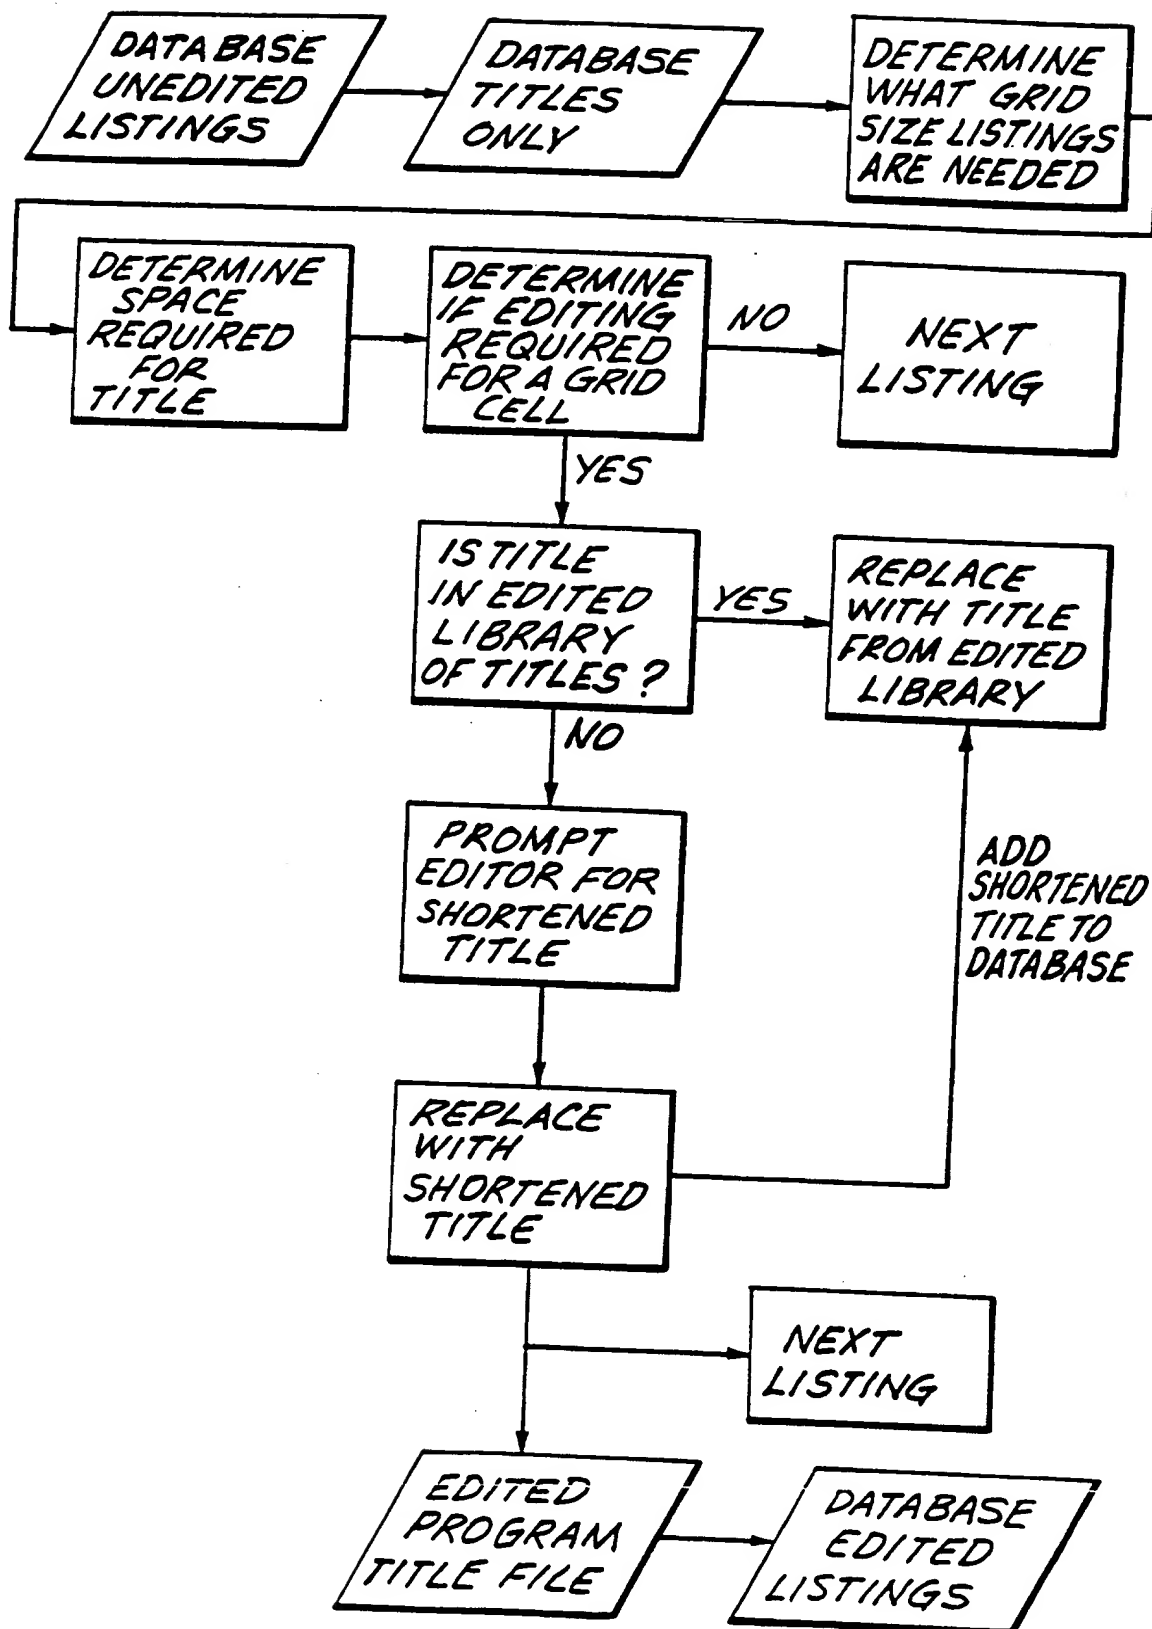 DATABASE
UNEDITED
LISTINGS
DATABASE
TITLES
ONLY
DETERMINE
WHAT GRID
SIZE LISTINGS
ARE NEEDED
DETERMINE
SPACE
REQUIRED
FOR
TITLE
DETERMINE
IF EDITING
REQUIRED
FOR A GRID
CELL
NO
NEXT
LISTING
YES
IS TITLE
IN EDITED
LIBRARY
OF TITLES ?
YES
REPLACE
WITH TITLE
FROM EDITED
LIBRARY
NO
PROMPT
EDITOR FOR
SHORTENED
TITLE
ADD
SHORTENED
TITLE TO
DATABASE
REPLACE
WITH
SHORTENED
TITLE
NEXT
LISTING
EDITED
PROGRAM
TITLE FILE
DATABASE
EDITED
LISTINGS